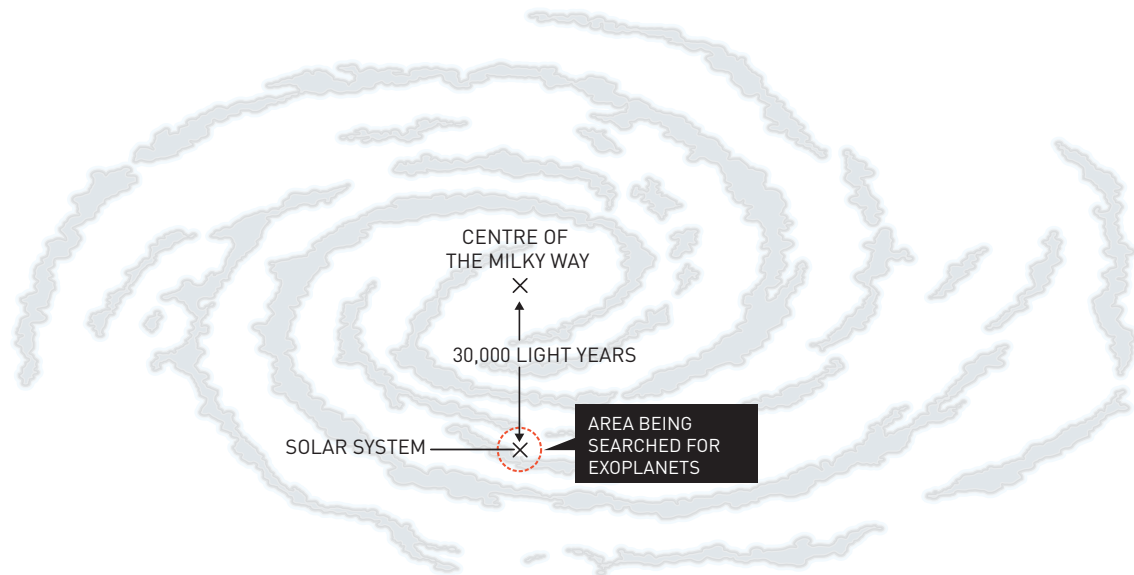 CENTRE OF
THE MILKY WAY
30,000 LIGHT YEARS
SOLAR SYSTEM
AREA BEING
SEARCHED FOR
EXOPLANETS